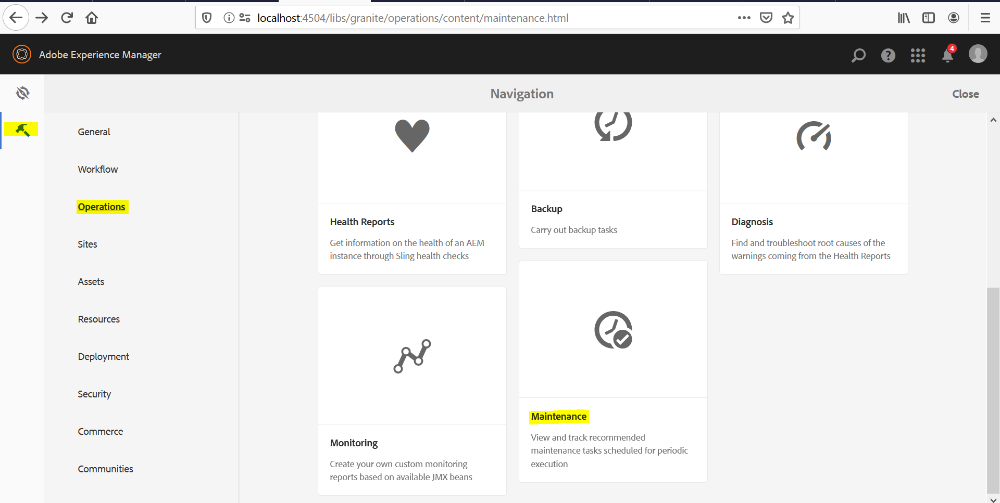 localhost:4504/libs/granite/operations/content/maintenance.html
Adobe Experience Manager
?
4
Navigation
Close
General
Workflow
Operations
Sites
Assets
Resources
Deployment
Security
Commerce
Communities
Health Reports
Get information on the health of an AEM
instance through Sling health checks
Backup
Carry out backup tasks
Diagnosis
Find and troubleshoot root causes of the
warnings coming from the Health Reports
Monitoring
Create your own custom monitoring
reports based on available JMX beans
Maintenance
View and track recommended
maintenance tasks scheduled for periodic
execution